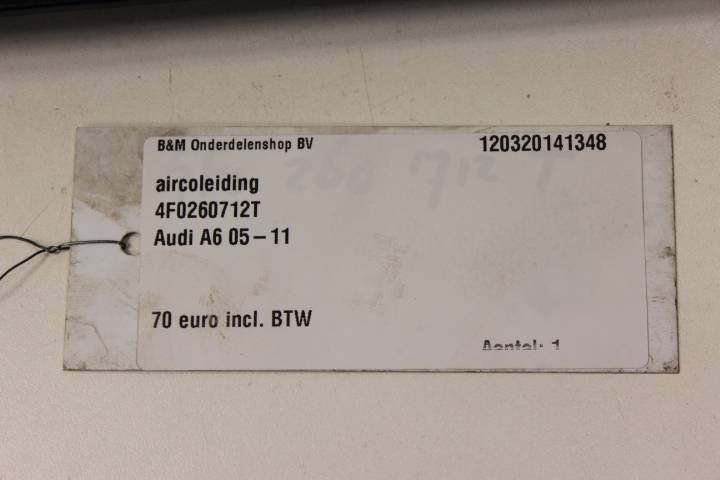 B&M Onderdelenshop BV 120320141348
aircoleiding
4F0260712T
Audi A6 05–11
70 euro incl. BTW
Aantal: 1